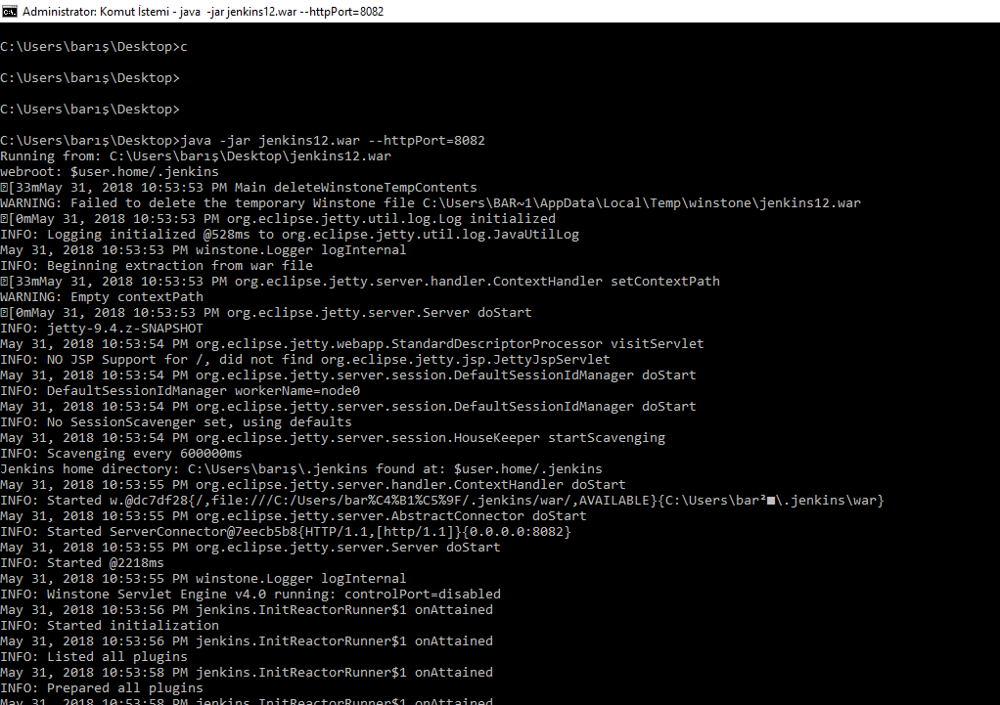 Administrator: Komut İstemi - java -jar jenkins12.war --httpPort=8082
C:\Users\barış\Desktop>c
C:\Users\barış\Desktop>
C:\Users\barış\Desktop>
C:\Users\barış\Desktop>java -jar jenkins12.war --httpPort=8082
Running from: C:\Users\barış\Desktop\jenkins12.war
webroot: $user.home/.jenkins
[33mMay 31, 2018 10:53:53 PM Main deleteWinstoneTempContents
WARNING: Failed to delete the temporary Winstone file C:\Users\BAR~1\AppData\Local\Temp\winstone\jenkins12.war
[0mMay 31, 2018 10:53:53 PM org.eclipse.jetty.util.log.Log initialized
INFO: Logging initialized @528ms to org.eclipse.jetty.util.log.JavaUtilLog
May 31, 2018 10:53:53 PM winstone.Logger logInternal
INFO: Beginning extraction from war file
[33mMay 31, 2018 10:53:53 PM org.eclipse.jetty.server.handler.ContextHandler setContextPath
WARNING: Empty contextPath
[0mMay 31, 2018 10:53:53 PM org.eclipse.jetty.server.Server doStart
INFO: jetty-9.4.z-SNAPSHOT
May 31, 2018 10:53:54 PM org.eclipse.jetty.webapp.StandardDescriptorProcessor visitServlet
INFO: NO JSP Support for /, did not find org.eclipse.jetty.jsp.JettyJspServlet
May 31, 2018 10:53:54 PM org.eclipse.jetty.server.session.DefaultSessionIdManager doStart
INFO: DefaultSessionIdManager workerName=node0
May 31, 2018 10:53:54 PM org.eclipse.jetty.server.session.DefaultSessionIdManager doStart
INFO: No SessionScavenger set, using defaults
May 31, 2018 10:53:54 PM org.eclipse.jetty.server.session.HouseKeeper startScavenging
INFO: Scavenging every 600000ms
Jenkins home directory: C:\Users\barış\.jenkins found at: $user.home/.jenkins
May 31, 2018 10:53:55 PM org.eclipse.jetty.server.handler.ContextHandler doStart
INFO: Started w.@dc7df28{/,file:///C:/Users/bar%C4%B1%C5%9F/.jenkins/war/,AVAILABLE}{C:\Users\bar²■\.jenkins\war}
May 31, 2018 10:53:55 PM org.eclipse.jetty.server.AbstractConnector doStart
INFO: Started ServerConnector@7eecb5b8{HTTP/1.1,[http/1.1]}{0.0.0.0:8082}
May 31, 2018 10:53:55 PM org.eclipse.jetty.server.Server doStart
INFO: Started @2218ms
May 31, 2018 10:53:55 PM winstone.Logger logInternal
INFO: Winstone Servlet Engine v4.0 running: controlPort=disabled
May 31, 2018 10:53:56 PM jenkins.InitReactorRunner$1 onAttained
INFO: Started initialization
May 31, 2018 10:53:56 PM jenkins.InitReactorRunner$1 onAttained
INFO: Listed all plugins
May 31, 2018 10:53:58 PM jenkins.InitReactorRunner$1 onAttained
INFO: Prepared all plugins
May 31, 2018 10:53:58 PM jenkins.InitReactorRunner$1 onAttained